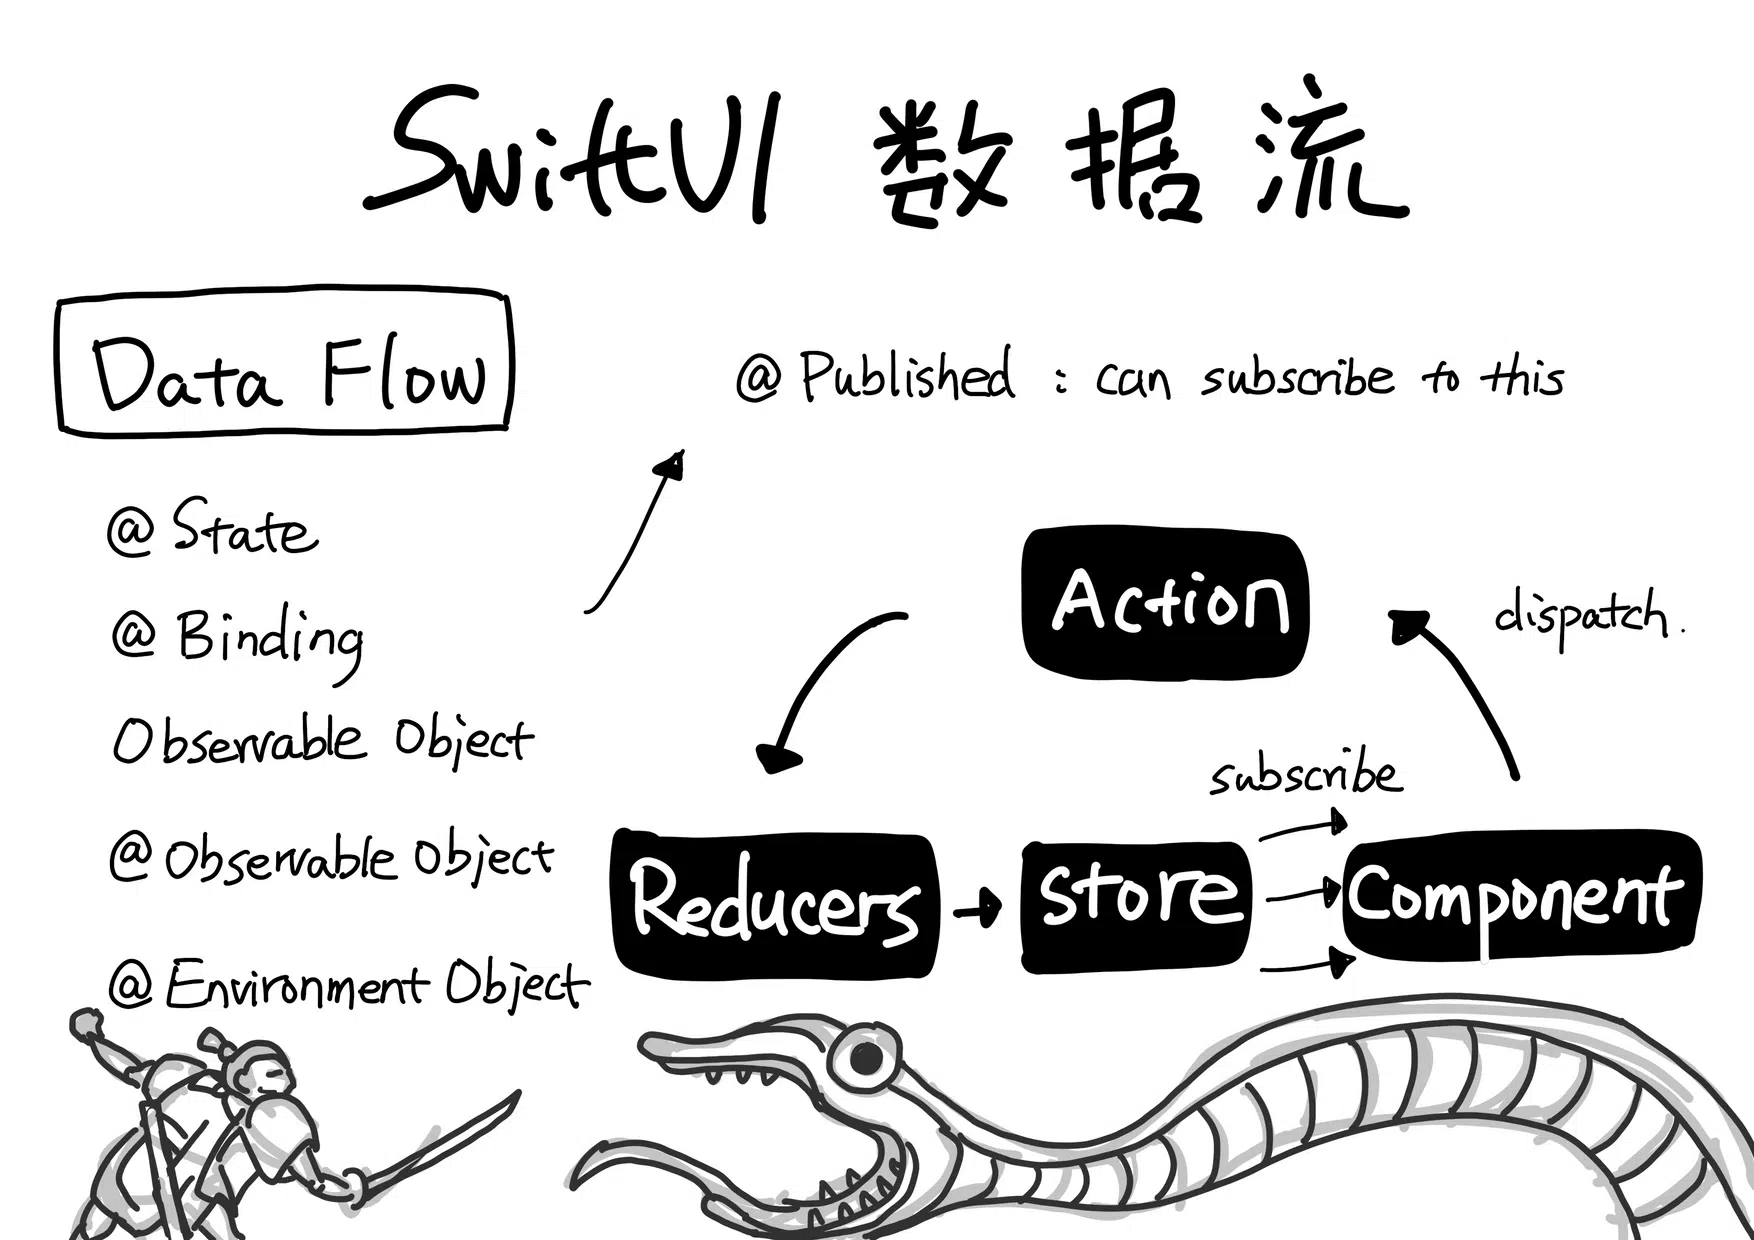 SwiftUI 数据流
Data Flow
@Published : can subscribe to this
@State
@Binding
Observable Object
@Observable Object
@Environment Object
Action
dispatch.
subscribe
Reducers
Store
Component